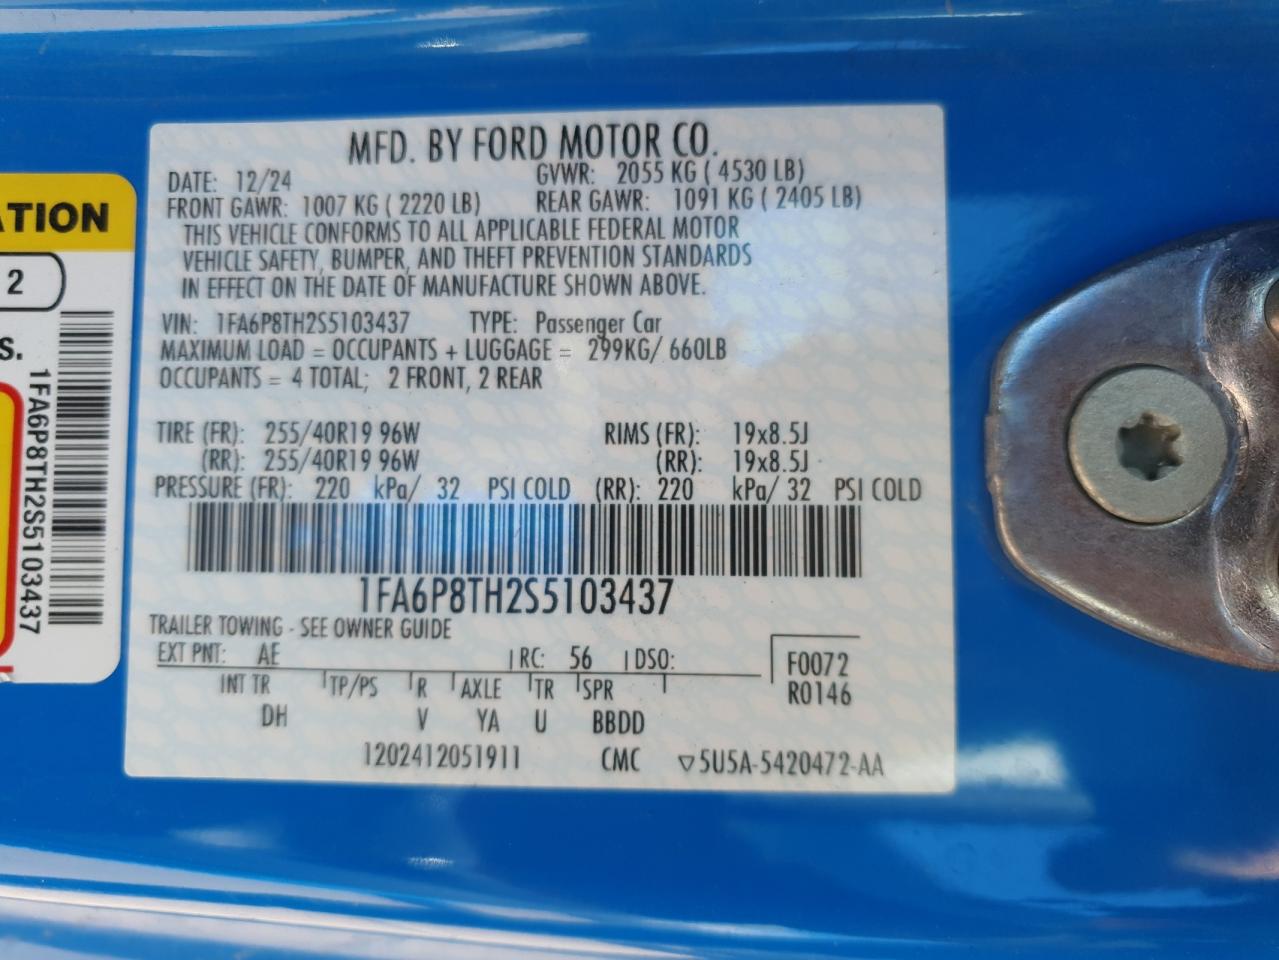 MFD. BY FORD MOTOR CO.
DATE: 12/24 GVWR: 2055 KG ( 4530 LB)
FRONT GAWR: 1007 KG ( 2220 LB) REAR GAWR: 1091 KG ( 2405 LB)
THIS VEHICLE CONFORMS TO ALL APPLICABLE FEDERAL MOTOR
VEHICLE SAFETY, BUMPER, AND THEFT PREVENTION STANDARDS
IN EFFECT ON THE DATE OF MANUFACTURE SHOWN ABOVE.
VIN: 1FA6P8TH2S5103437 TYPE: Passenger Car
MAXIMUM LOAD = OCCUPANTS + LUGGAGE = 299KG/ 660LB
OCCUPANTS = 4 TOTAL; 2 FRONT, 2 REAR
TIRE (FR): 255/40R19 96W RIMS (FR): 19x8.5J
(RR): 255/40R19 96W (RR): 19x8.5J
PRESSURE (FR): 220 kPa/ 32 PSI COLD (RR): 220 kPa/ 32 PSI COLD
1FA6P8TH2S5103437
TRAILER TOWING - SEE OWNER GUIDE
EXT PNT: AE RC: 56 DSO: F0072
INT TR TP/PS R AXLE TR SPR R0146
DH V YA U BBDD
1202412051911 CMC ▽5U5A-5420472-AA
ATION
2
S.
1FA6P8TH2S5103437